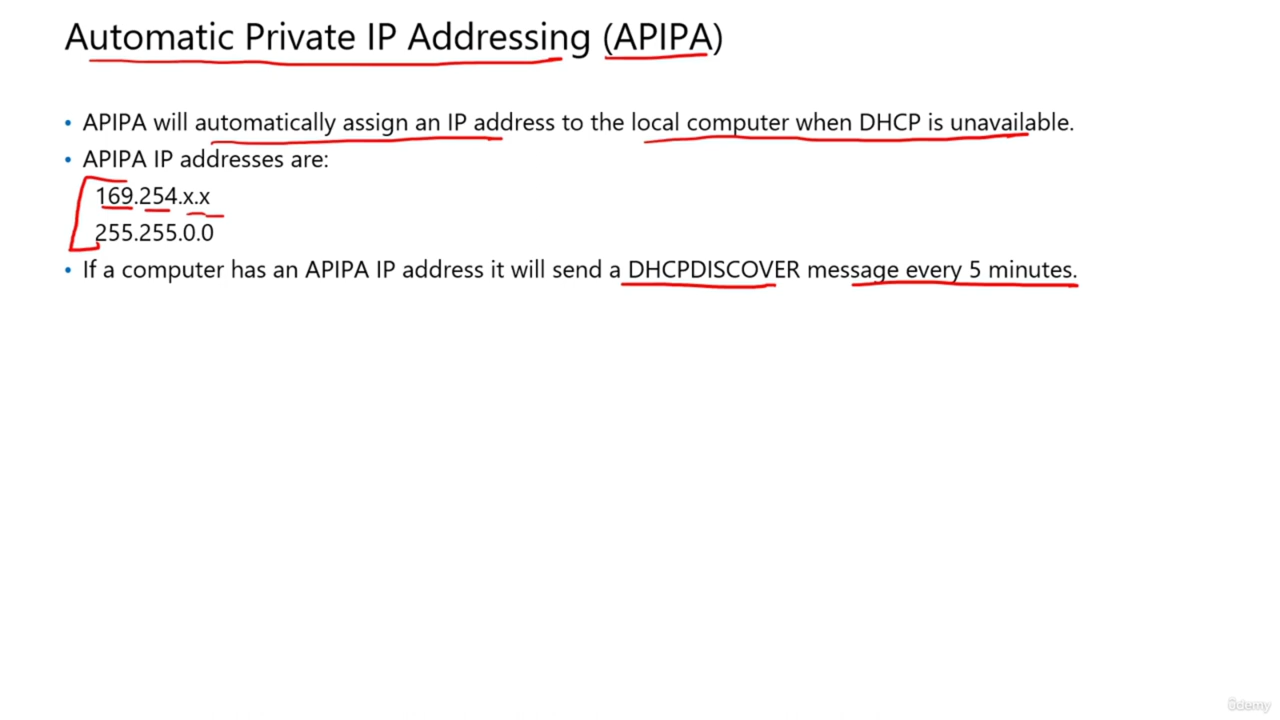 Automatic Private IP Addressing (APIPA)
• APIPA will automatically assign an IP address to the local computer when DHCP is unavailable.
• APIPA IP addresses are:
169.254.x.x
255.255.0.0
• If a computer has an APIPA IP address it will send a DHCPDISCOVER message every 5 minutes.
ûdemy